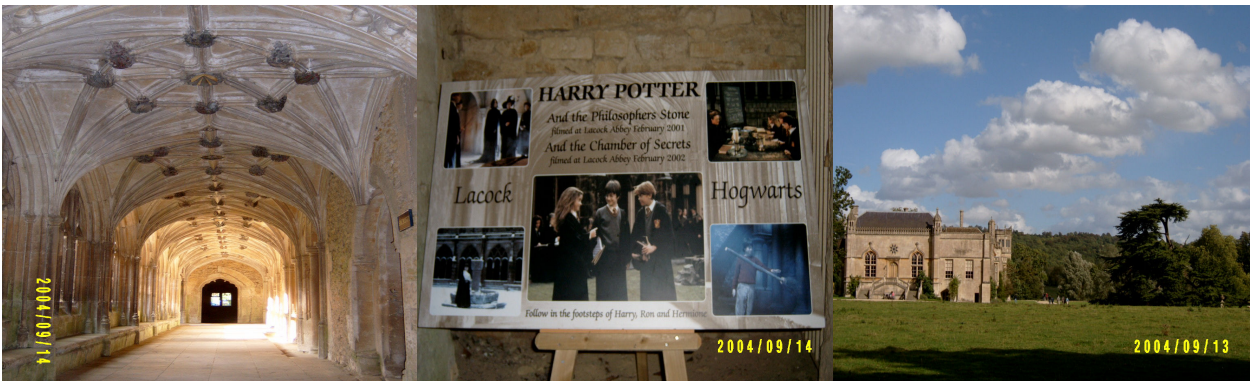 2004/09/14
HARRY POTTER
And the Philosophers Stone
filmed at Lacock Abbey February 2001
And the Chamber of Secrets
filmed at Lacock Abbey February 2002
Lacock
Hogwarts
Follow in the footsteps of Harry, Ron and Hermione
2004/09/14
2004/09/13